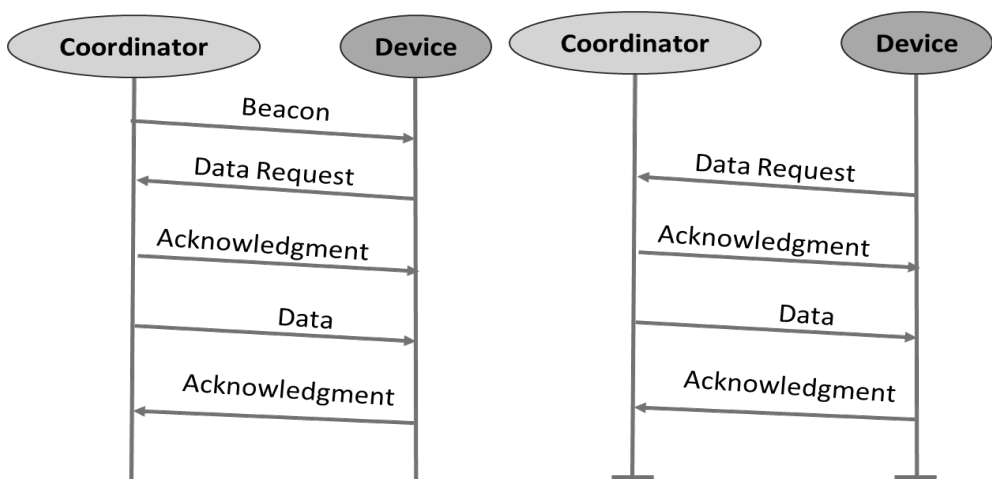 Coordinator
Device
Beacon
Data Request
Acknowledgment
Data
Acknowledgment
Coordinator
Device
Data Request
Acknowledgment
Data
Acknowledgment